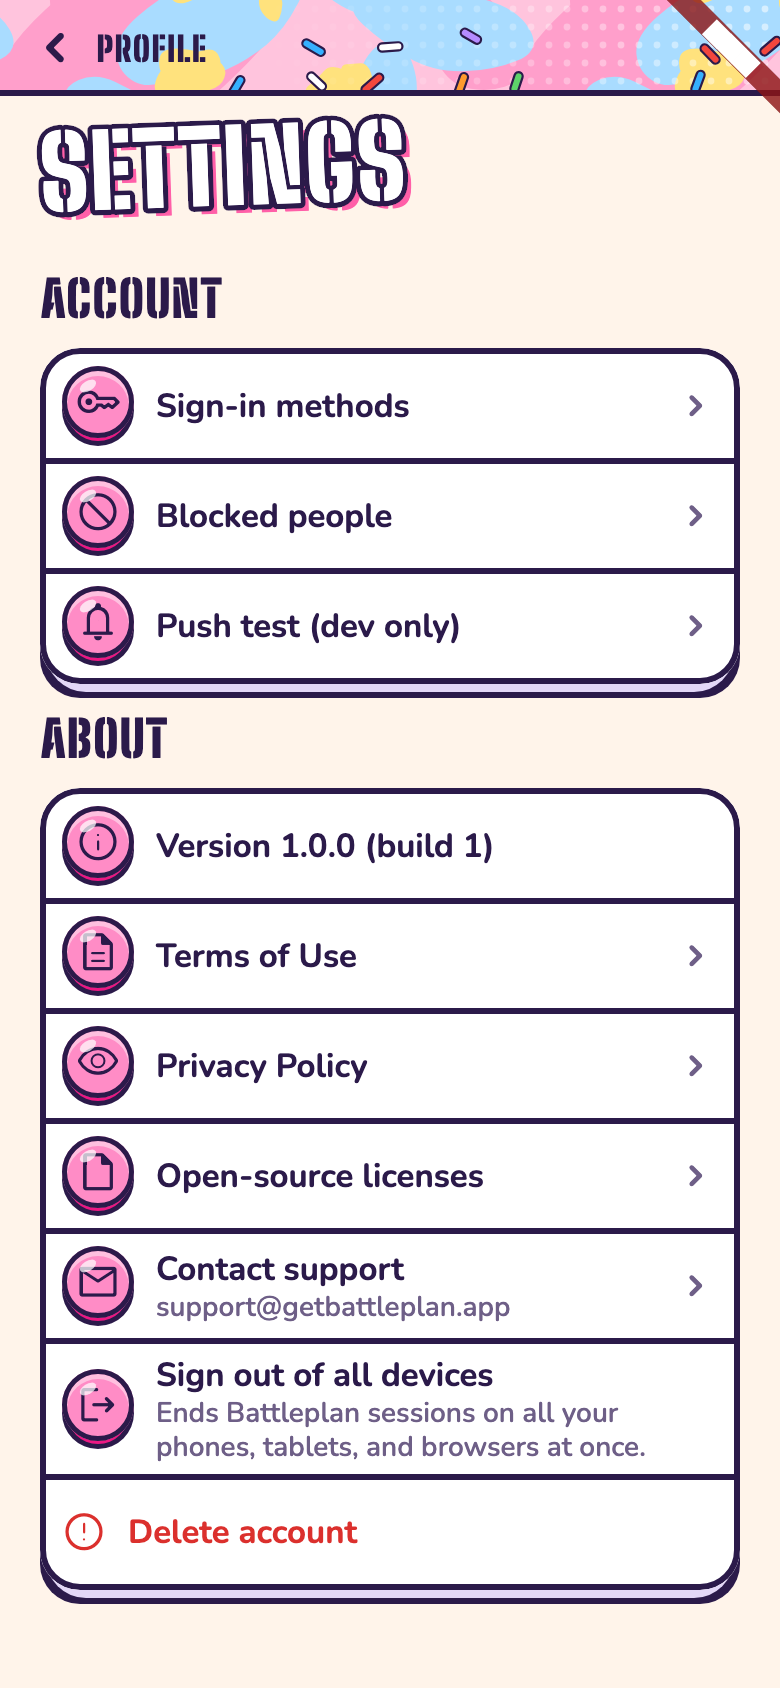 PROFILE
SETTINGS
ACCOUNT
Sign-in methods
Blocked people
Push test (dev only)
ABOUT
Version 1.0.0 (build 1)
Terms of Use
Privacy Policy
Open-source licenses
Contact support
support@getbattleplan.app
Sign out of all devices
Ends Battleplan sessions on all your
phones, tablets, and browsers at once.
Delete account